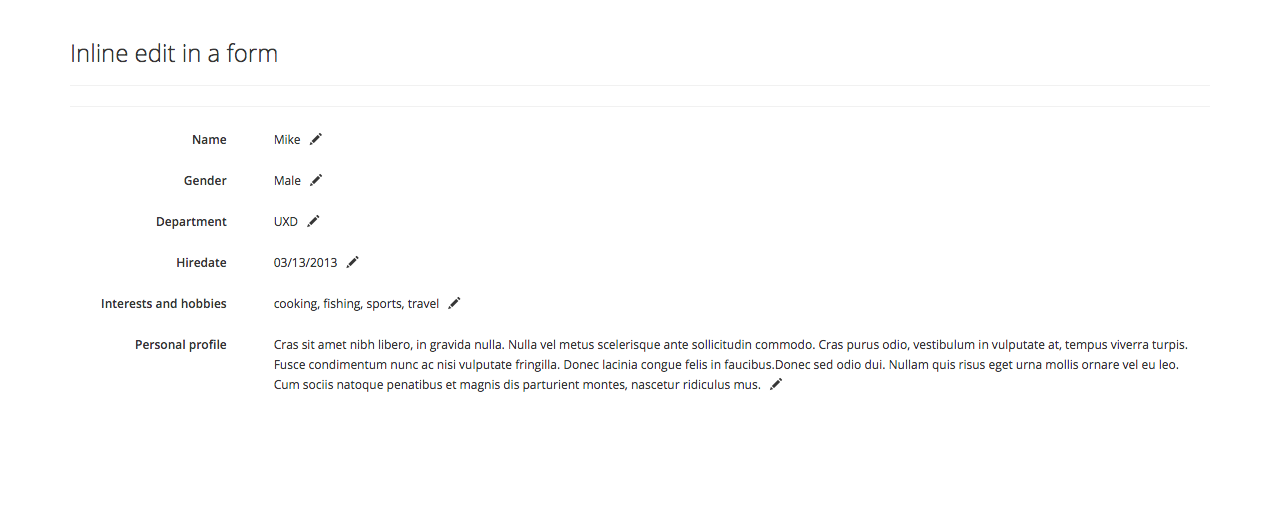 Inline edit in a form
Name Mike
Gender Male
Department UXD
Hiredate 03/13/2013
Interests and hobbies cooking, fishing, sports, travel
Personal profile Cras sit amet nibh libero, in gravida nulla. Nulla vel metus scelerisque ante sollicitudin commodo. Cras purus odio, vestibulum in vulputate at, tempus viverra turpis.
Fusce condimentum nunc ac nisi vulputate fringilla. Donec lacinia congue felis in faucibus.Donec sed odio dui. Nullam quis risus eget urna mollis ornare vel eu leo.
Cum sociis natoque penatibus et magnis dis parturient montes, nascetur ridiculus mus.